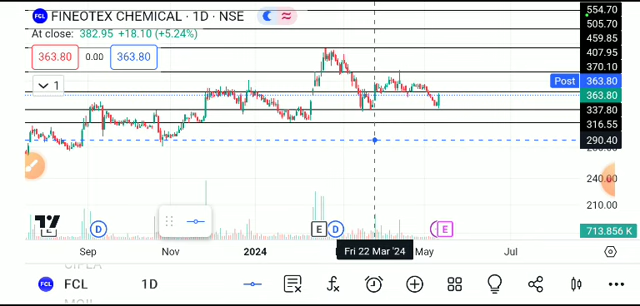 FCL FINEOTEX CHEMICAL · 1D · NSE
At close: 382.95 +18.10 (+5.24%)
363.80 0.00 363.80
1
554.70
505.70
459.85
407.95
370.10
Post 363.80
363.80
337.80
316.55
290.40
240.00
210.00
713.856 K
E D E D E
Sep Nov 2024 Fri 22 Mar '24 May Jul
FCL FCL 1D